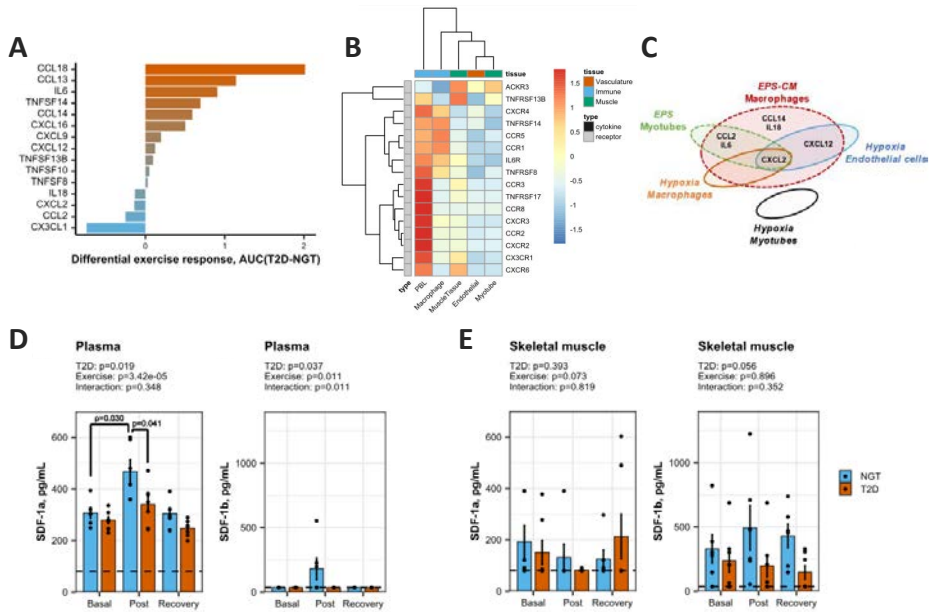 A
CCL18
CCL13
IL6
TNFSF14
CCL14
CXCL16
CXCL9
CXCL12
TNFSF13B
TNFSF10
TNFSF8
IL18
CXCL2
CCL2
CX3CL1
0
1
2
Differential exercise response, AUC(T2D-NGT)
B
ACKR3
TNFRSF13B
CXCR4
TNFRSF14
CCR5
CCR1
IL6R
TNFRSF8
CCR3
TNFRSF17
CCR8
CXCR3
CCR2
CXCR2
CX3CR1
CXCR6
type
PBL
Macrophage
MuscleTissue
Endothelial
Myotube
1.5
1
0.5
0
-0.5
-1
-1.5
tissue
tissue
Vasculature
Immune
Muscle
type
cytokine
receptor
C
EPS-CM
Macrophages
EPS
Myotubes
CCL14
IL18
CCL2
IL6
CXCL12
CXCL2
Hypoxia
Endothelial cells
Hypoxia
Macrophages
Hypoxia
Myotubes
D
Plasma
T2D: p=0.019
Exercise: p=3.42e-05
Interaction: p=0.348
SDF-1a, pg/mL
600
400
200
0
p=0.030
p=0.041
Basal
Post
Recovery
Plasma
T2D: p=0.037
Exercise: p=0.011
Interaction: p=0.011
SDF-1b, pg/mL
1000
500
0
Basal
Post
Recovery
E
Skeletal muscle
T2D: p=0.393
Exercise: p=0.073
Interaction: p=0.819
SDF-1a, pg/mL
600
400
200
0
Basal
Post
Recovery
Skeletal muscle
T2D: p=0.056
Exercise: p=0.896
Interaction: p=0.352
SDF-1b, pg/mL
1000
500
0
Basal
Post
Recovery
NGT
T2D